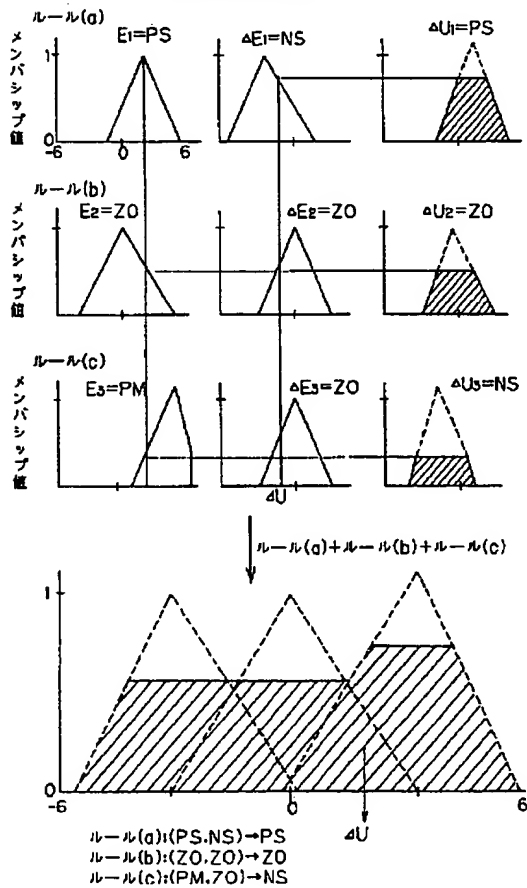 ルール(a)
E1=PS
ΔE1=NS
ΔU1=PS
メンバシップ値
1
0
-6
0
6
ルール(b)
E2=ZO
ΔE2=ZO
ΔU2=ZO
メンバシップ値
ルール(c)
E3=PM
ΔE3=ZO
ΔU3=NS
メンバシップ値
ΔU
ルール(a)+ルール(b)+ルール(c)
1
0
-6
0
6
ΔU
ルール(a):(PS.NS)→PS
ルール(b):(ZO.ZO)→ZO
ルール(c):(PM.ZO)→NS